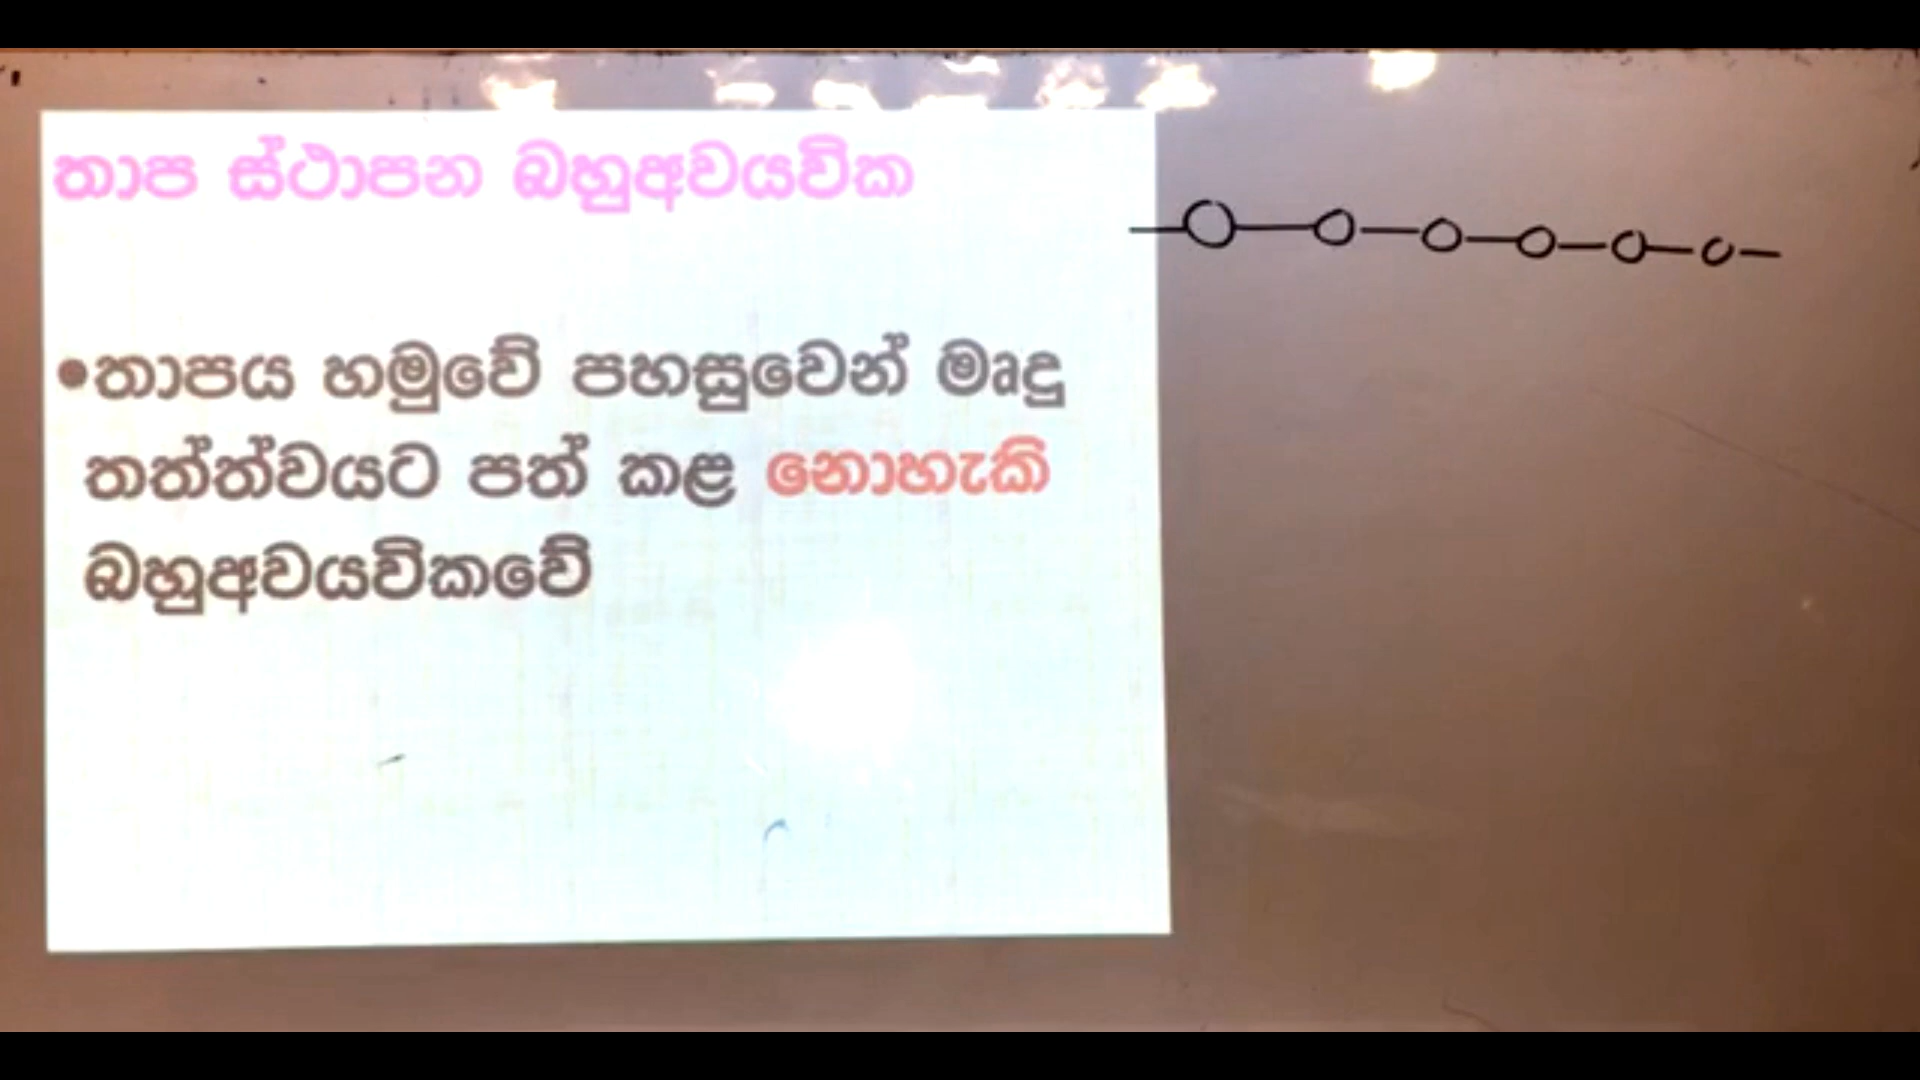 තාප ස්ථාපන බහුඅවයවික
•තාපය හමුවේ පහසුවෙන් මෘදු
තත්ත්වයට පත් කළ නොහැකි
බහුඅවයවිකවේ